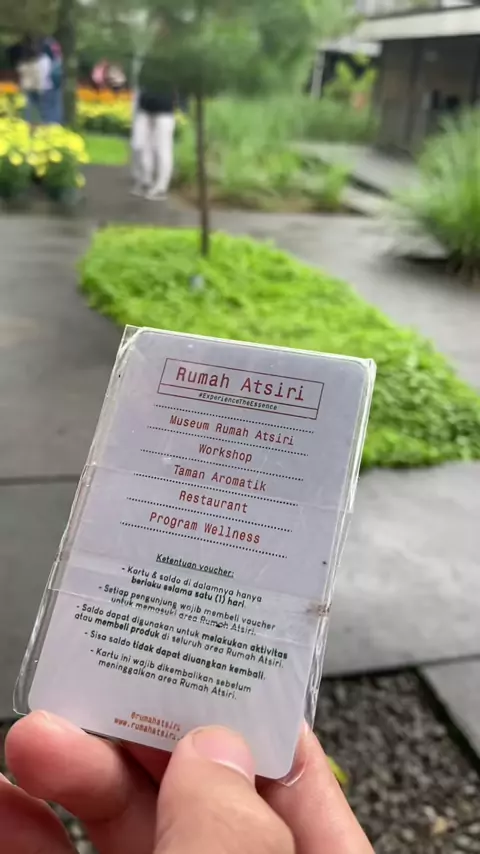 Rumah Atsiri
#ExperienceTheEssence
Museum Rumah Atsiri
Workshop
Taman Aromatik
Restaurant
Program Wellness
Ketentuan voucher:
- Kartu & saldo di dalamnya hanya
berlaku selama satu (1) hari.
- Setiap pengunjung wajib membeli voucher
untuk memasuki area Rumah Atsiri.
- Saldo dapat digunakan untuk melakukan aktivitas
atau membeli produk di seluruh area Rumah Atsiri.
- Sisa saldo tidak dapat diuangkan kembali.
- Kartu ini wajib dikembalikan sebelum
meninggalkan area Rumah Atsiri.
@rumahatsiri
www.rumahatsiri.